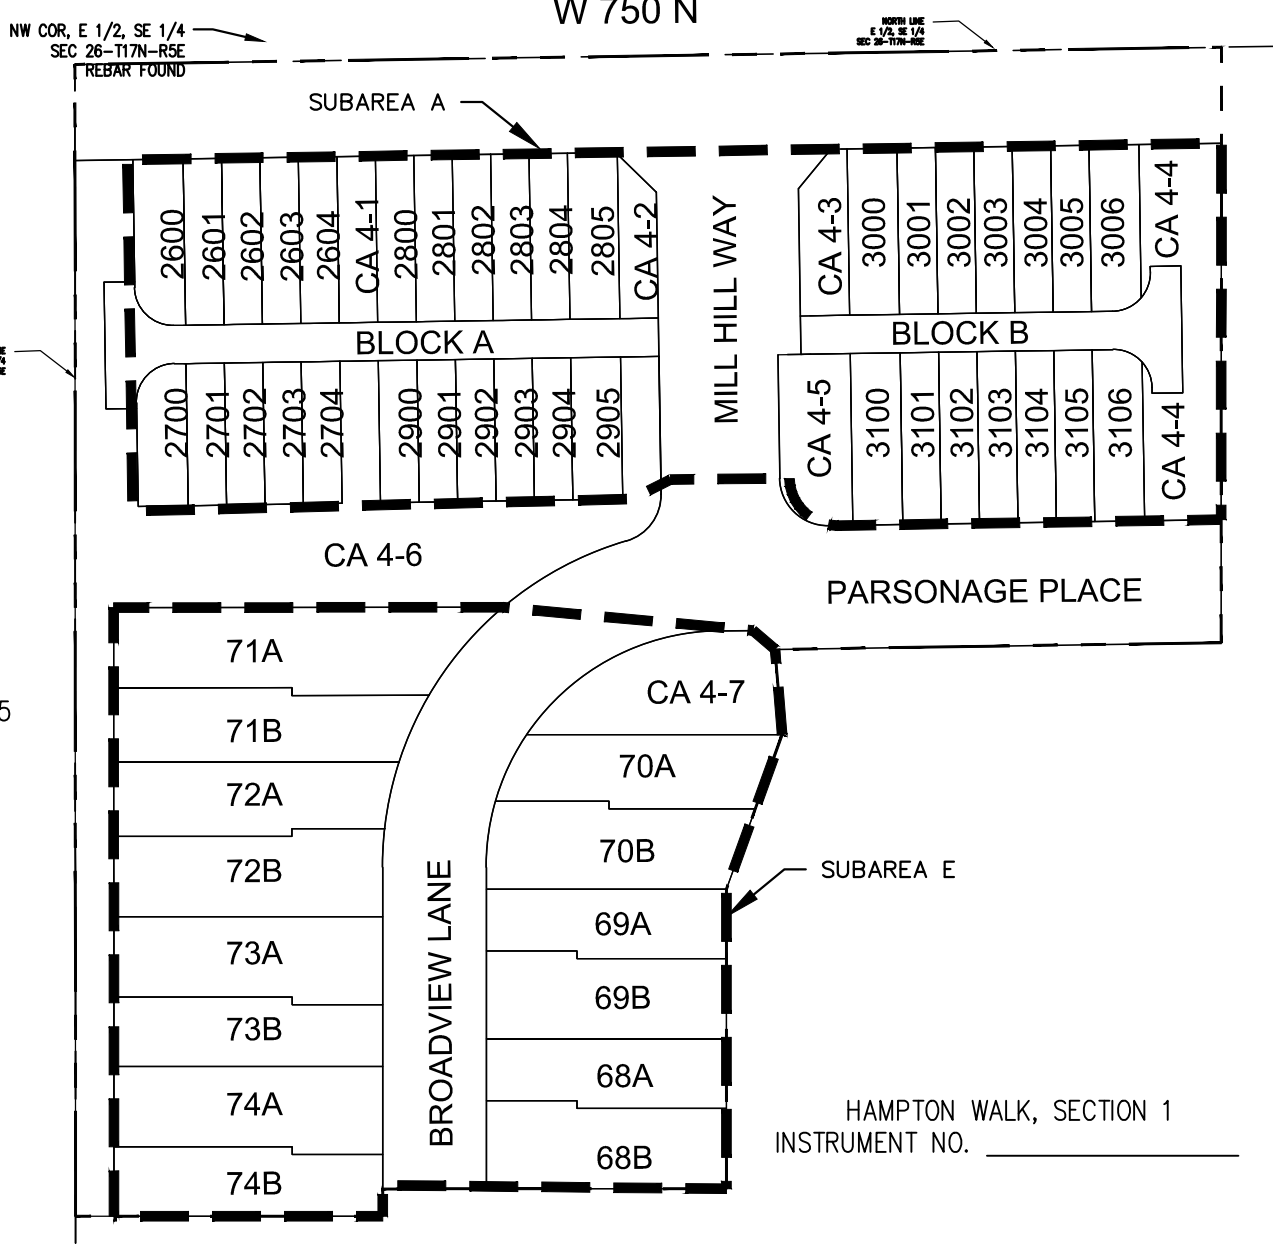 W 750 N
NW COR, E 1/2, SE 1/4
SEC 26-T17N-R5E
REBAR FOUND
NORTH LINE
E 1/2, SE 1/4
SEC 26-T17N-R5E
SUBAREA A
2600
2601
2602
2603
2604
CA 4-1
2800
2801
2802
2803
2804
2805
CA 4-2
MILL HILL WAY
CA 4-3
3000
3001
3002
3003
3004
3005
3006
CA 4-4
BLOCK A
BLOCK B
2700
2701
2702
2703
2704
2900
2901
2902
2903
2904
2905
CA 4-5
3100
3101
3102
3103
3104
3105
3106
CA 4-4
CA 4-6
PARSONAGE PLACE
71A
CA 4-7
5
71B
70A
72A
70B
72B
SUBAREA E
69A
73A
BROADVIEW LANE
69B
73B
68A
74A
HAMPTON WALK, SECTION 1
INSTRUMENT NO.
68B
74B